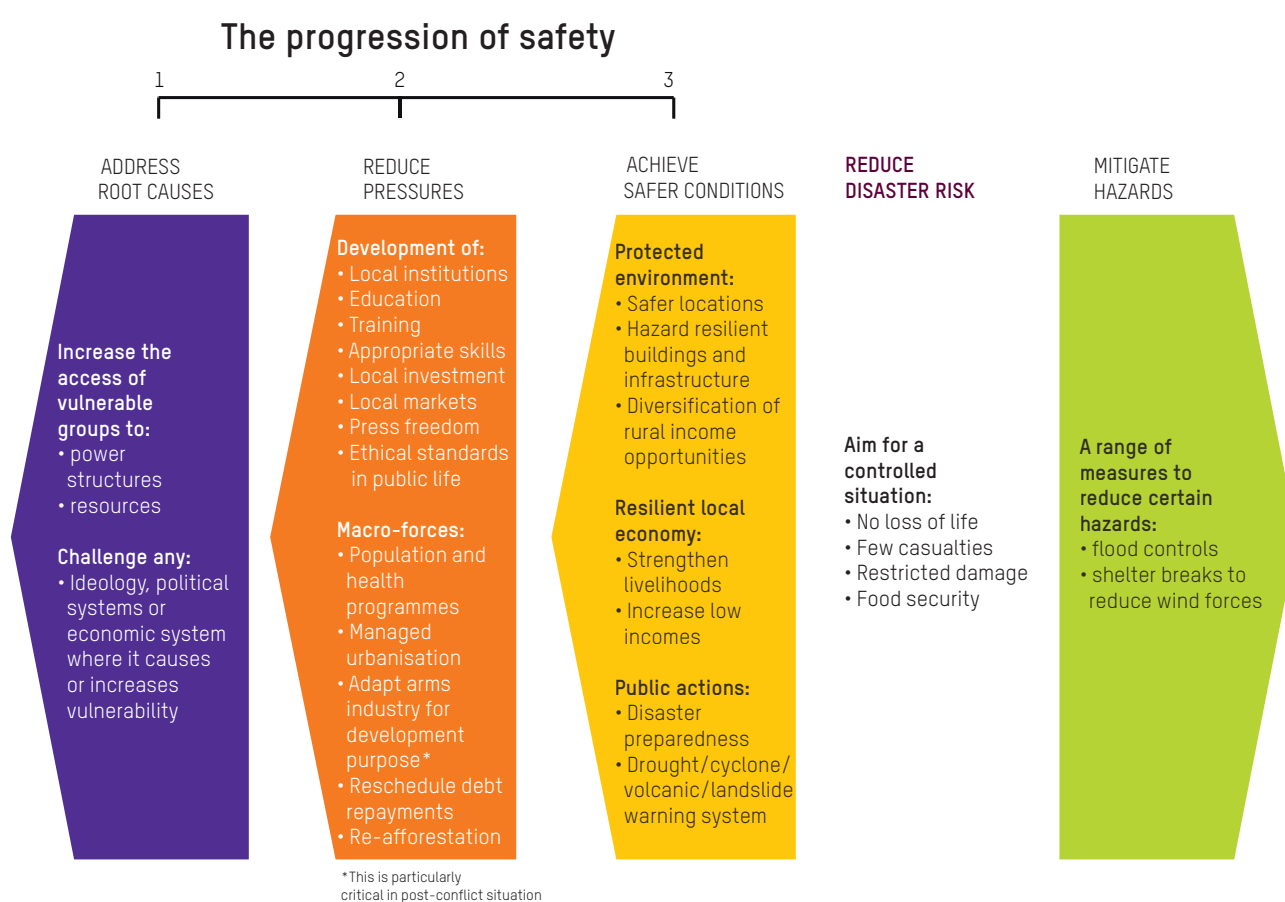 The progression of safety
1
2
3
ADDRESS
ROOT CAUSES
Increase the
access of
vulnerable
groups to:
• power
structures
• resources
Challenge any:
• Ideology, political
systems or
economic system
where it causes
or increases
vulnerability
REDUCE
PRESSURES
Development of:
• Local institutions
• Education
• Training
• Appropriate skills
• Local investment
• Local markets
• Press freedom
• Ethical standards
in public life
Macro-forces:
• Population and
health
programmes
• Managed
urbanisation
• Adapt arms
industry for
development
purpose*
• Reschedule debt
repayments
• Re-afforestation
*This is particularly
critical in post-conflict situation
ACHIEVE
SAFER CONDITIONS
Protected
environment:
• Safer locations
• Hazard resilient
buildings and
infrastructure
• Diversification of
rural income
opportunities
Resilient local
economy:
• Strengthen
livelihoods
• Increase low
incomes
Public actions:
• Disaster
preparedness
• Drought/cyclone/
volcanic/landslide
warning system
REDUCE
DISASTER RISK
Aim for a
controlled
situation:
• No loss of life
• Few casualties
• Restricted damage
• Food security
MITIGATE
HAZARDS
A range of
measures to
reduce certain
hazards:
• flood controls
• shelter breaks to
reduce wind forces